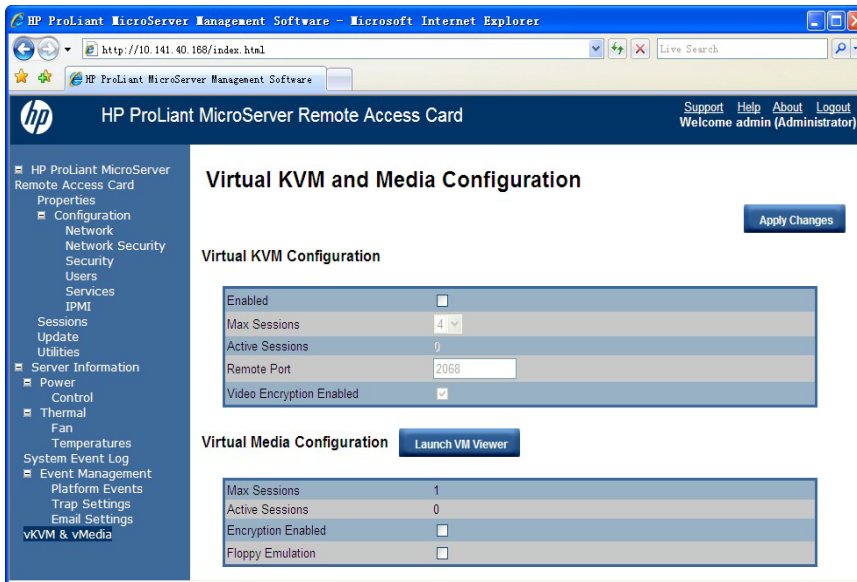 HP ProLiant MicroServer Management Software - Microsoft Internet Explorer
http://10.141.40.168/index.html
Live Search
HP ProLiant MicroServer Management Software
hp
HP ProLiant MicroServer Remote Access Card
Support Help About Logout
Welcome admin (Administrator)
HP ProLiant MicroServer
Remote Access Card
Properties
Configuration
Network
Network Security
Security
Users
Services
IPMI
Sessions
Update
Utilities
Server Information
Power
Control
Thermal
Fan
Temperatures
System Event Log
Event Management
Platform Events
Trap Settings
Email Settings
vKVM & vMedia
Virtual KVM and Media Configuration
Apply Changes
Virtual KVM Configuration
Enabled
Max Sessions 4
Active Sessions 0
Remote Port 2068
Video Encryption Enabled
Virtual Media Configuration Launch VM Viewer
Max Sessions 1
Active Sessions 0
Encryption Enabled
Floppy Emulation